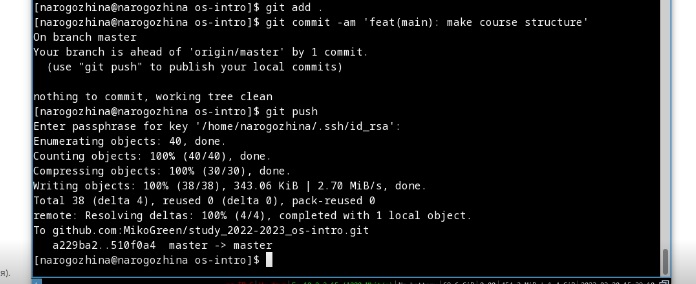 [narogozhina@narogozhina os-intro]$ git add .
[narogozhina@narogozhina os-intro]$ git commit -am 'feat(main): make course structure'
On branch master
Your branch is ahead of 'origin/master' by 1 commit.
  (use "git push" to publish your local commits)

nothing to commit, working tree clean
[narogozhina@narogozhina os-intro]$ git push
Enter passphrase for key '/home/narogozhina/.ssh/id_rsa':
Enumerating objects: 40, done.
Counting objects: 100% (40/40), done.
Compressing objects: 100% (30/30), done.
Writing objects: 100% (38/38), 343.06 KiB | 2.70 MiB/s, done.
Total 38 (delta 4), reused 0 (delta 0), pack-reused 0
remote: Resolving deltas: 100% (4/4), completed with 1 local object.
To github.com:MikoGreen/study_2022-2023_os-intro.git
   a229ba2..510f0a4  master -> master
[narogozhina@narogozhina os-intro]$
я).